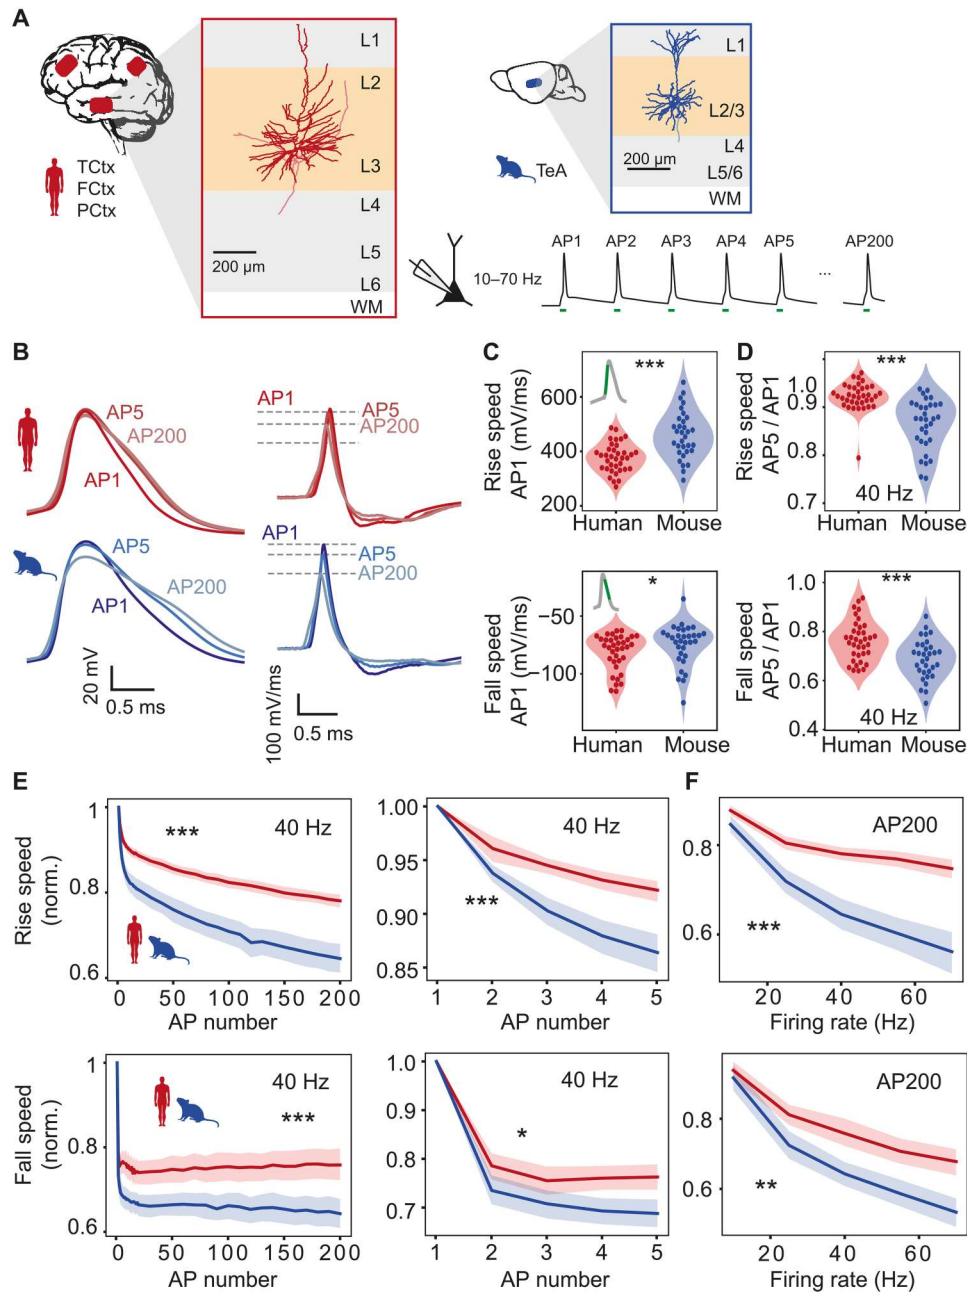 A
L1
L2
L3
L4
L5
L6
WM
200 µm
TCtx
FCtx
PCtx
L1
L2/3
L4
L5/6
WM
200 µm
TeA
10–70 Hz
AP1 AP2 AP3 AP4 AP5 ... AP200
B
AP5
AP200
AP1
AP1
AP5
AP200
AP5
AP200
AP1
AP1
AP5
AP200
20 mV
0.5 ms
100 mV/ms
0.5 ms
C
Rise speed
AP1 (mV/ms)
600
400
200
***
Human Mouse
Fall speed
AP1 (mV/ms)
−50
−100
*
Human Mouse
D
Rise speed
AP5 / AP1
1.0
0.9
0.8
0.7
***
40 Hz
Human Mouse
Fall speed
AP5 / AP1
1.0
0.8
0.6
0.4
***
40 Hz
Human Mouse
E
Rise speed
(norm.)
1
0.8
0.6
***
40 Hz
0 50 100 150 200
AP number
1.00
0.95
0.90
0.85
40 Hz
***
1 2 3 4 5
AP number
Fall speed
(norm.)
1
0.8
0.6
40 Hz
***
0 50 100 150 200
AP number
1.0
0.9
0.8
0.7
40 Hz
*
1 2 3 4 5
AP number
F
AP200
0.8
0.6
***
20 40 60
Firing rate (Hz)
AP200
0.8
0.6
**
20 40 60
Firing rate (Hz)